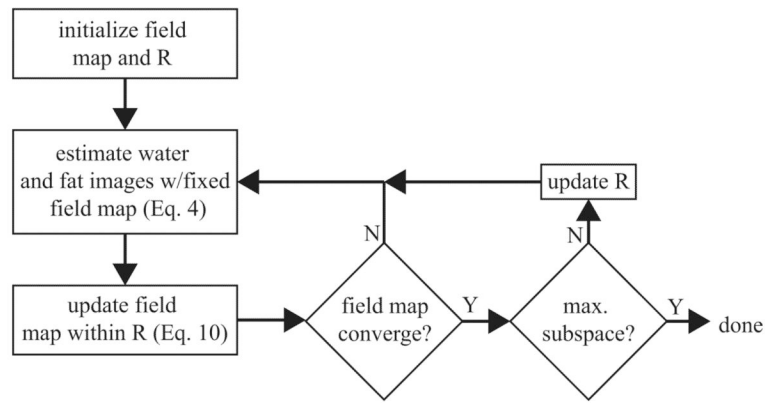 initialize field
map and R
estimate water
and fat images w/fixed
field map (Eq. 4)
update R
N
N
update field
map within R (Eq. 10)
field map
converge?
Y
max.
subspace?
Y
done